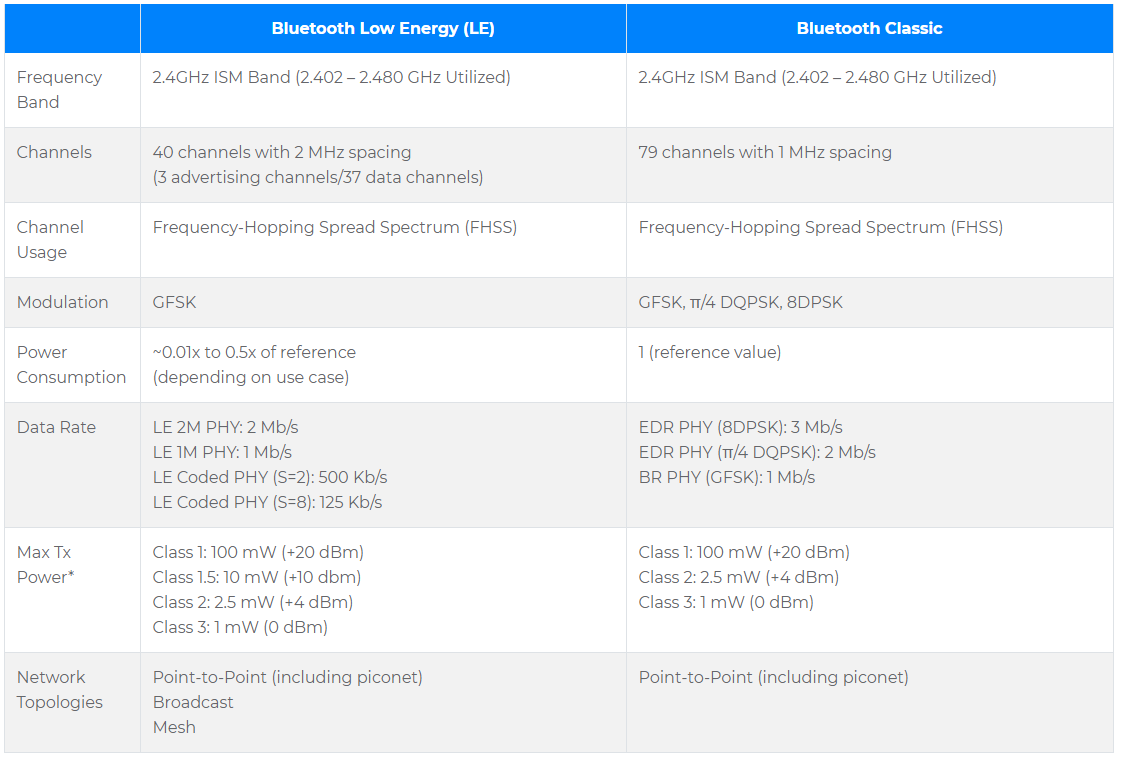 Bluetooth Low Energy (LE)
Bluetooth Classic
Frequency
Band
2.4GHz ISM Band (2.402 – 2.480 GHz Utilized)
2.4GHz ISM Band (2.402 – 2.480 GHz Utilized)
Channels
40 channels with 2 MHz spacing
(3 advertising channels/37 data channels)
79 channels with 1 MHz spacing
Channel
Usage
Frequency-Hopping Spread Spectrum (FHSS)
Frequency-Hopping Spread Spectrum (FHSS)
Modulation
GFSK
GFSK, π/4 DQPSK, 8DPSK
Power
Consumption
~0.01x to 0.5x of reference
(depending on use case)
1 (reference value)
Data Rate
LE 2M PHY: 2 Mb/s
LE 1M PHY: 1 Mb/s
LE Coded PHY (S=2): 500 Kb/s
LE Coded PHY (S=8): 125 Kb/s
EDR PHY (8DPSK): 3 Mb/s
EDR PHY (π/4 DQPSK): 2 Mb/s
BR PHY (GFSK): 1 Mb/s
Max Tx
Power*
Class 1: 100 mW (+20 dBm)
Class 1.5: 10 mW (+10 dbm)
Class 2: 2.5 mW (+4 dBm)
Class 3: 1 mW (0 dBm)
Class 1: 100 mW (+20 dBm)
Class 2: 2.5 mW (+4 dBm)
Class 3: 1 mW (0 dBm)
Network
Topologies
Point-to-Point (including piconet)
Broadcast
Mesh
Point-to-Point (including piconet)